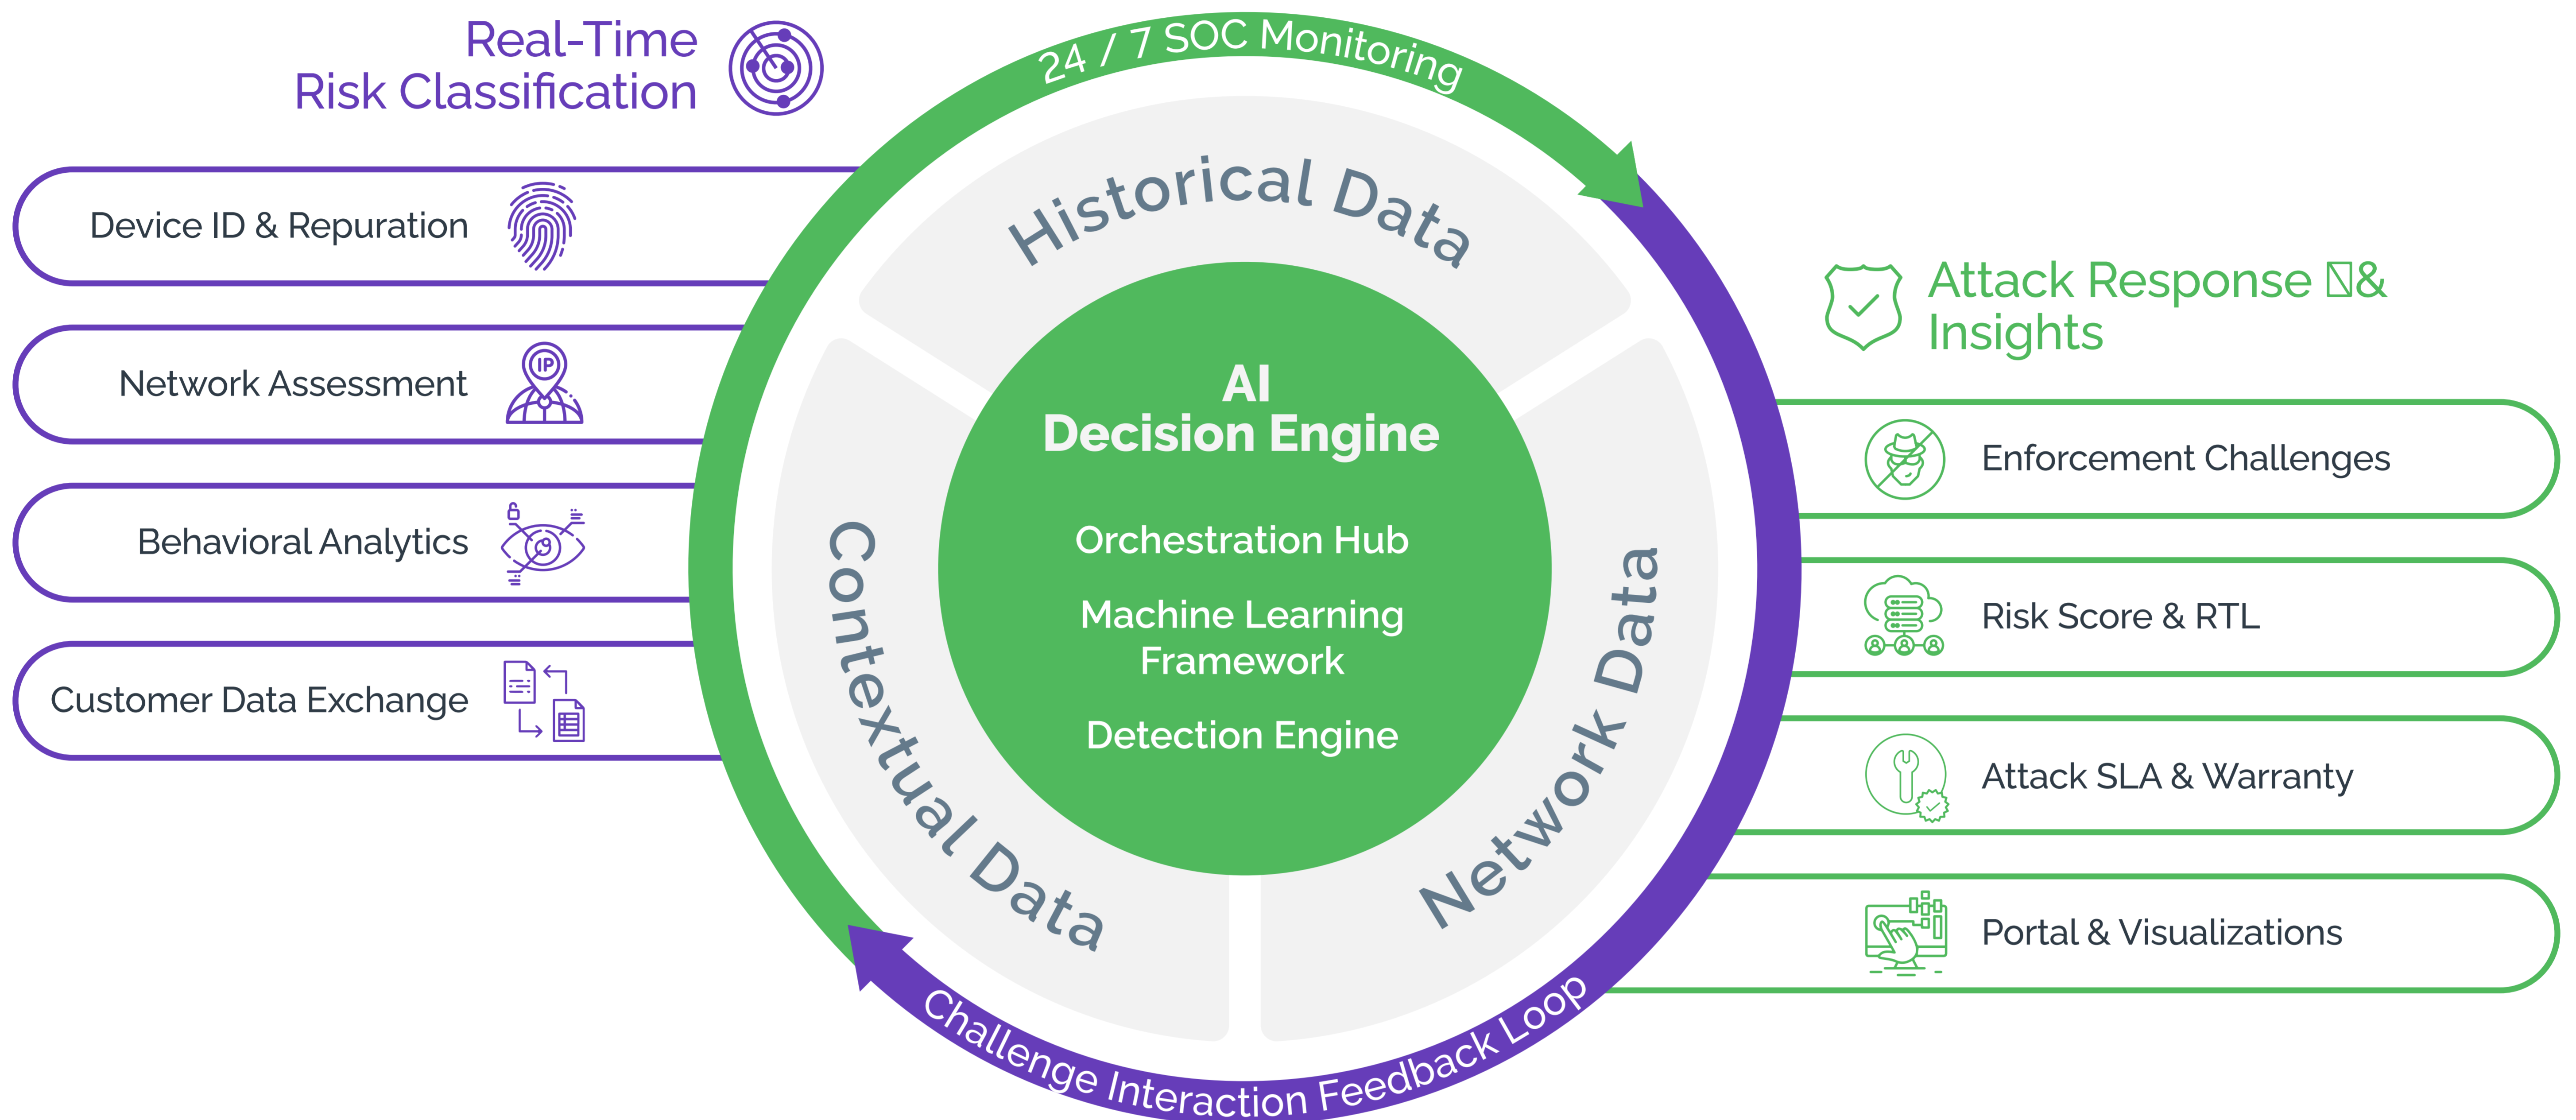 Real-Time
Risk Classification
Device ID & Repuration
Network Assessment
IP
Behavioral Analytics
Customer Data Exchange
24 / 7 SOC Monitoring
Historical Data
Contextual Data
Network Data
AI
Decision Engine
Orchestration Hub
Machine Learning
Framework
Detection Engine
Challenge Interaction Feedback Loop
Attack Response &
Insights
Enforcement Challenges
Risk Score & RTL
Attack SLA & Warranty
Portal & Visualizations